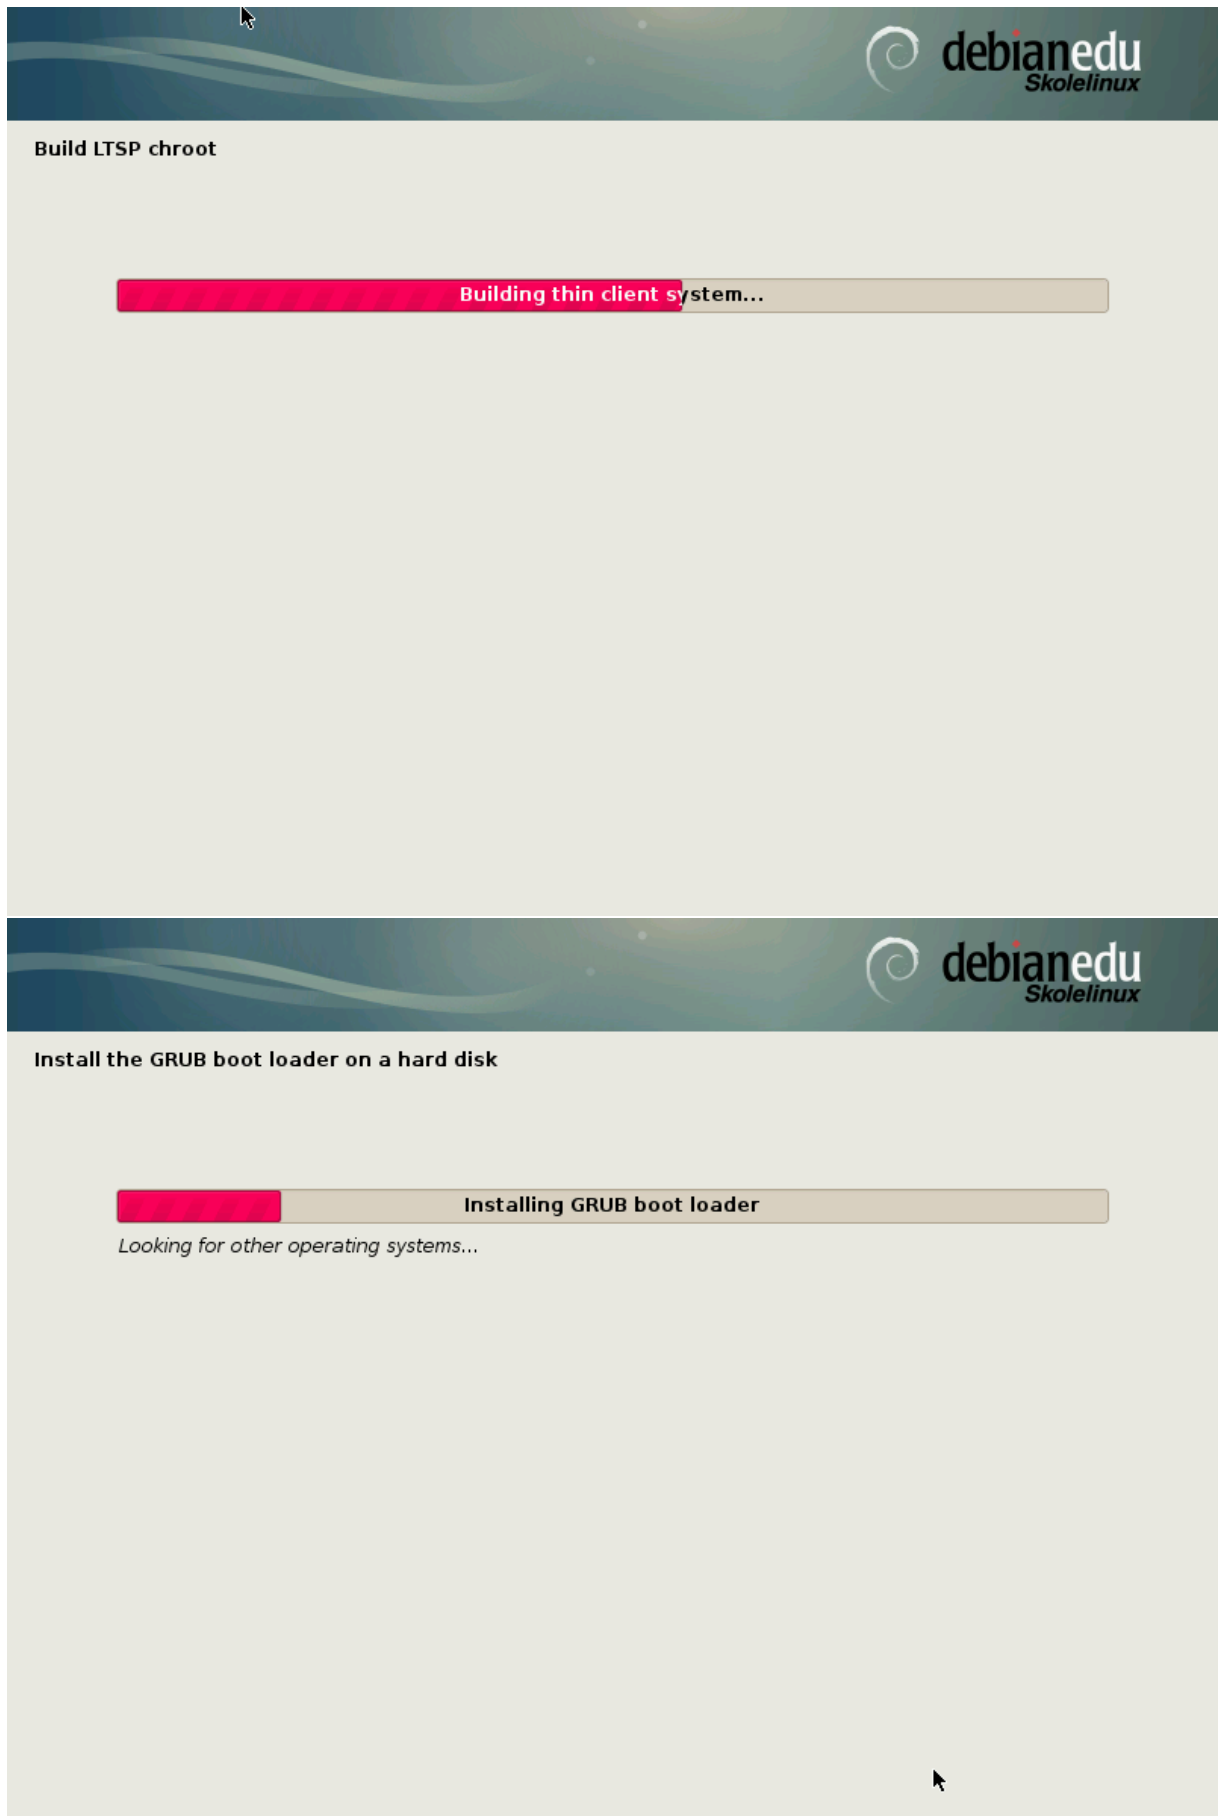 debianedu
Skolelinux
Build LTSP chroot
Building thin client system...
debianedu
Skolelinux
Install the GRUB boot loader on a hard disk
Installing GRUB boot loader
Looking for other operating systems...